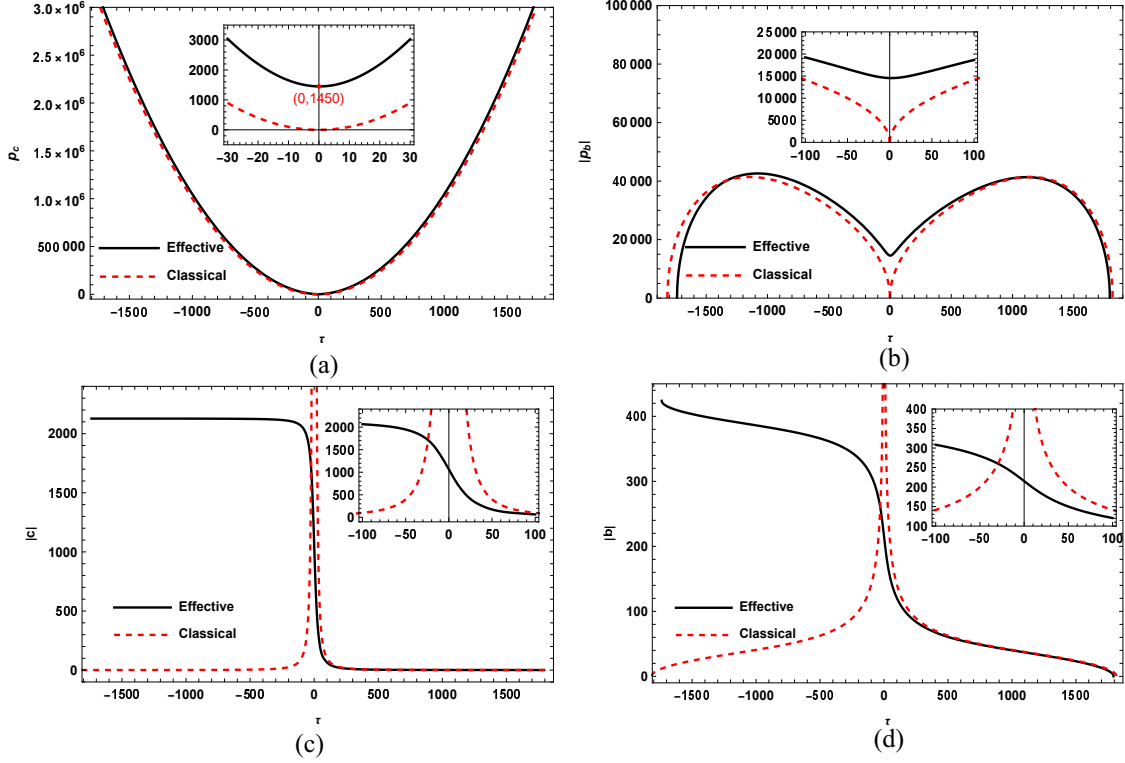 3.0×10⁶
2.5×10⁶
2.0×10⁶
1.5×10⁶
1.0×10⁶
500 000
0
p_c
3000
2000
1000
0
(0,1450)
−30 −20 −10 0 10 20 30
Effective
Classical
−1500 −1000 −500 0 500 1000 1500
τ
(a)
100 000
80 000
60 000
40 000
20 000
0
|p_b|
25 000
20 000
15 000
10 000
5000
0
−100 −50 0 50 100
Effective
Classical
−1500 −1000 −500 0 500 1000 1500
τ
(b)
2000
1500
1000
500
0
|c|
2000
1500
1000
500
0
−100 −50 0 50 100
Effective
Classical
−1500 −1000 −500 0 500 1000 1500
τ
(c)
400
300
200
100
0
|b|
400
350
300
250
200
150
100
−100 −50 0 50 100
Effective
Classical
−1500 −1000 −500 0 500 1000 1500
τ
(d)